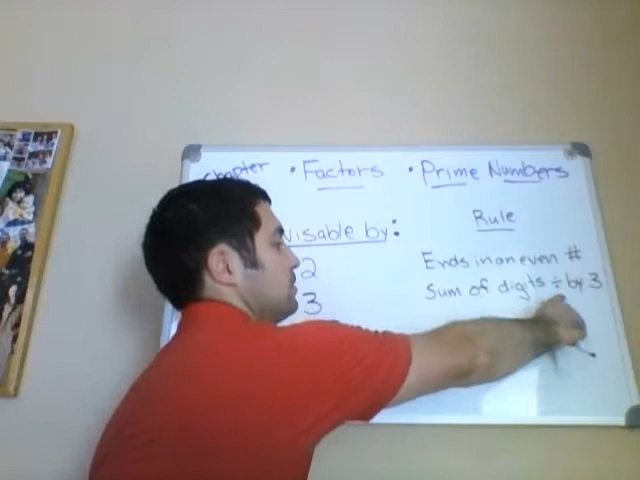 Chapter • Factors • Prime Numbers
visable by: Rule
2 Ends in an even #
3 Sum of digits ÷ by 3